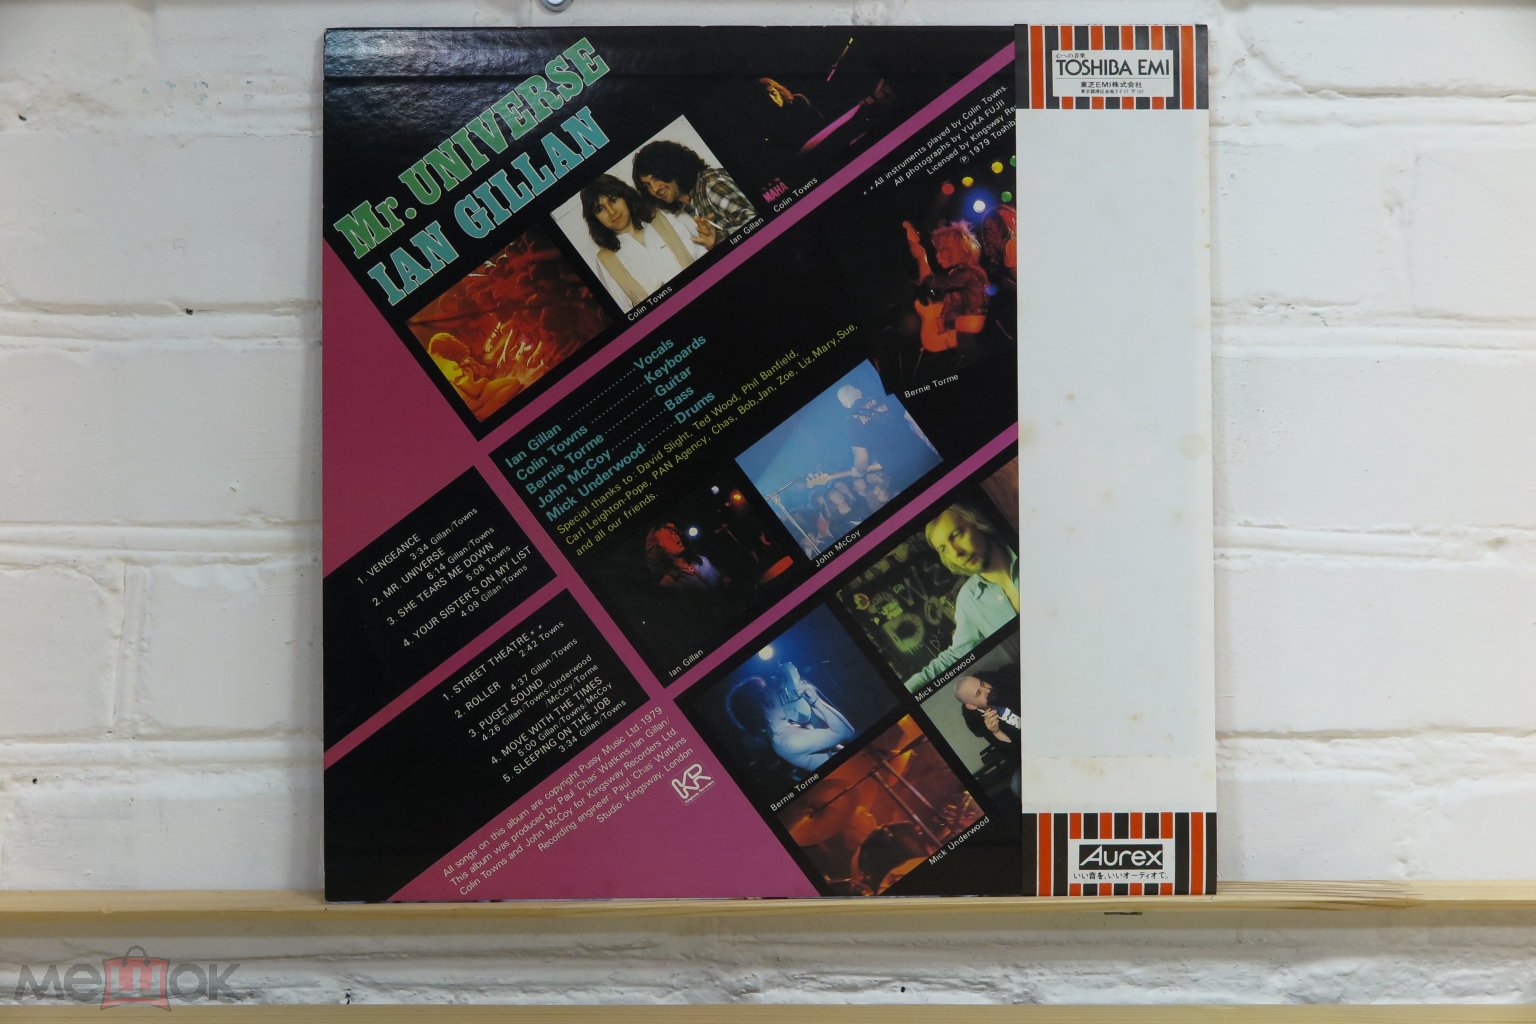 Mr. UNIVERSE
IAN GILLAN
Colin Towns
Ian Gillan
MAHA
Colin Towns
* * All instruments played by Colin Towns.
All photographs by YUKA FUJII
Licensed by Kingsway Re
℗ 1979 Toshib
Ian Gillan ........ Vocals
Colin Towns ........ Keyboards
Bernie Torme ........ Guitar
John McCoy ........ Bass
Mick Underwood ........ Drums
Special thanks to: David Slight, Ted Wood, Phil Banfield,
Carl Leighton-Pope, PAN Agency, Chas, Bob, Jan, Zoe, Liz, Mary, Sue,
and all our friends.
Bernie Torme
John McCoy
Ian Gillan
Mick Underwood
Bernie Torme
Mick Underwood
1. VENGEANCE
3·34 Gillan/Towns
2. MR. UNIVERSE
6:14 Gillan/Towns
3. SHE TEARS ME DOWN
5:08 Towns
4. YOUR SISTER'S ON MY LIST
4:09 Gillan/Towns
1. STREET THEATRE * *
2:42 Towns
2. ROLLER
4·37 Gillan/Towns
3. PUGET SOUND
4·26 Gillan/Towns/Underwood
/McCoy/Torme
4. MOVE WITH THE TIMES
5:00 Gillan/Towns/McCoy
5. SLEEPING ON THE JOB
3·34 Gillan/Towns
All songs on this album are copyright Pussy Music Ltd. 1979
This album was produced by Paul 'Chas' Watkins/Ian Gillan/
Colin Towns and John McCoy for Kingsway Recorders Ltd.
Recording engineer: Paul 'Chas' Watkins
Studio: Kingsway, London
KR
心への音楽
TOSHIBA EMI
東芝EMI株式会社
Aurex
いい音を、いいオーディオで。
мешок